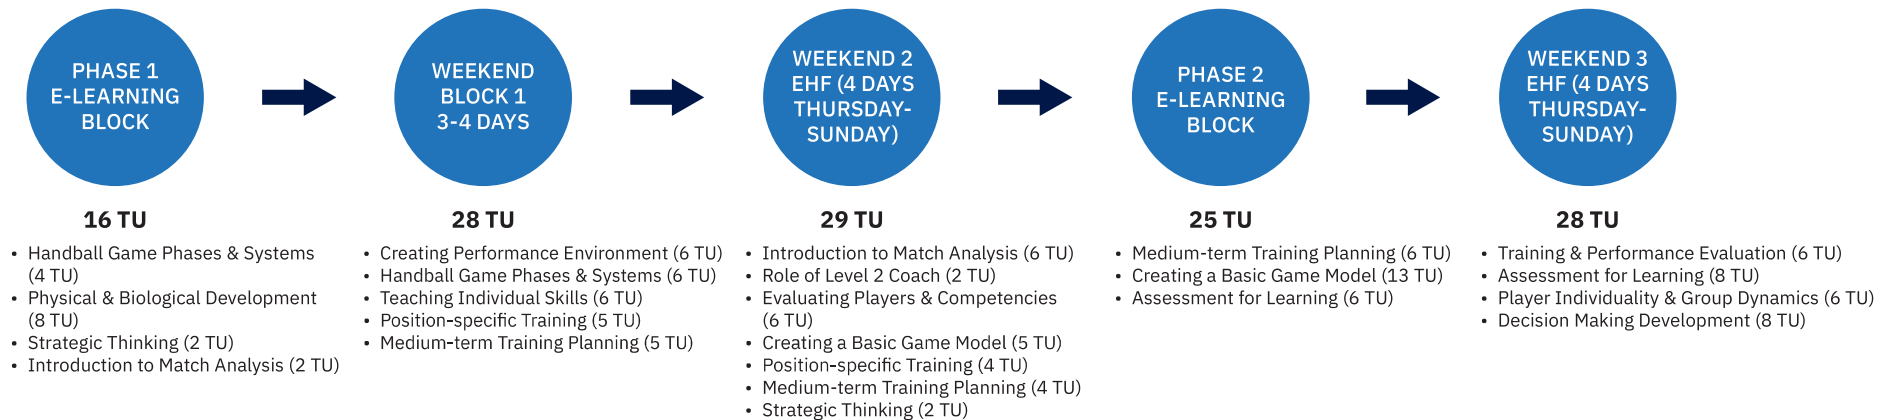 PHASE 1
E-LEARNING
BLOCK
WEEKEND
BLOCK 1
3-4 DAYS
WEEKEND 2
EHF (4 DAYS
THURSDAY-
SUNDAY)
PHASE 2
E-LEARNING
BLOCK
WEEKEND 3
EHF (4 DAYS
THURSDAY-
SUNDAY)
16 TU
• Handball Game Phases & Systems
(4 TU)
• Physical & Biological Development
(8 TU)
• Strategic Thinking (2 TU)
• Introduction to Match Analysis (2 TU)
28 TU
• Creating Performance Environment (6 TU)
• Handball Game Phases & Systems (6 TU)
• Teaching Individual Skills (6 TU)
• Position-specific Training (5 TU)
• Medium-term Training Planning (5 TU)
29 TU
• Introduction to Match Analysis (6 TU)
• Role of Level 2 Coach (2 TU)
• Evaluating Players & Competencies
(6 TU)
• Creating a Basic Game Model (5 TU)
• Position-specific Training (4 TU)
• Medium-term Training Planning (4 TU)
• Strategic Thinking (2 TU)
25 TU
• Medium-term Training Planning (6 TU)
• Creating a Basic Game Model (13 TU)
• Assessment for Learning (6 TU)
28 TU
• Training & Performance Evaluation (6 TU)
• Assessment for Learning (8 TU)
• Player Individuality & Group Dynamics (6 TU)
• Decision Making Development (8 TU)